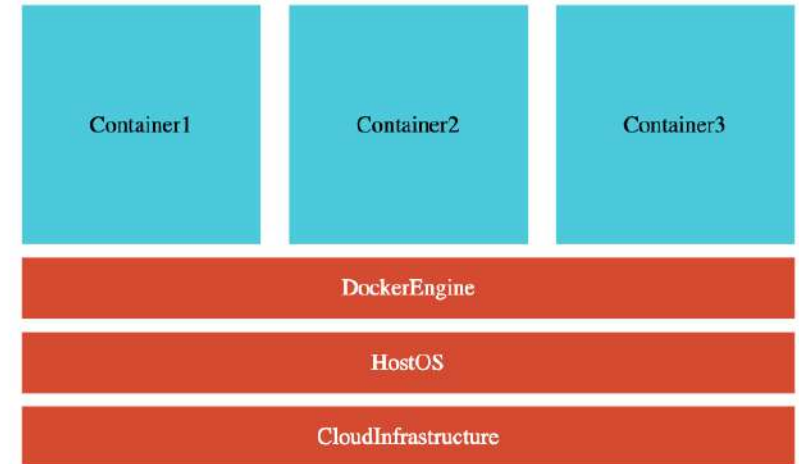 Container1
Container2
Container3
DockerEngine
HostOS
CloudInfrastructure